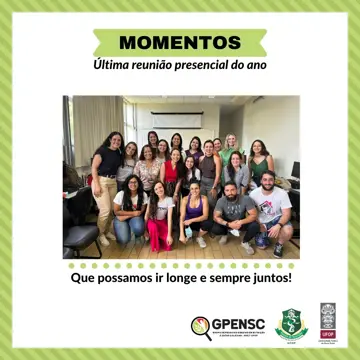 MOMENTOS
Última reunião presencial do ano
Que possamos ir longe e sempre juntos!
GPENSC
UFOP